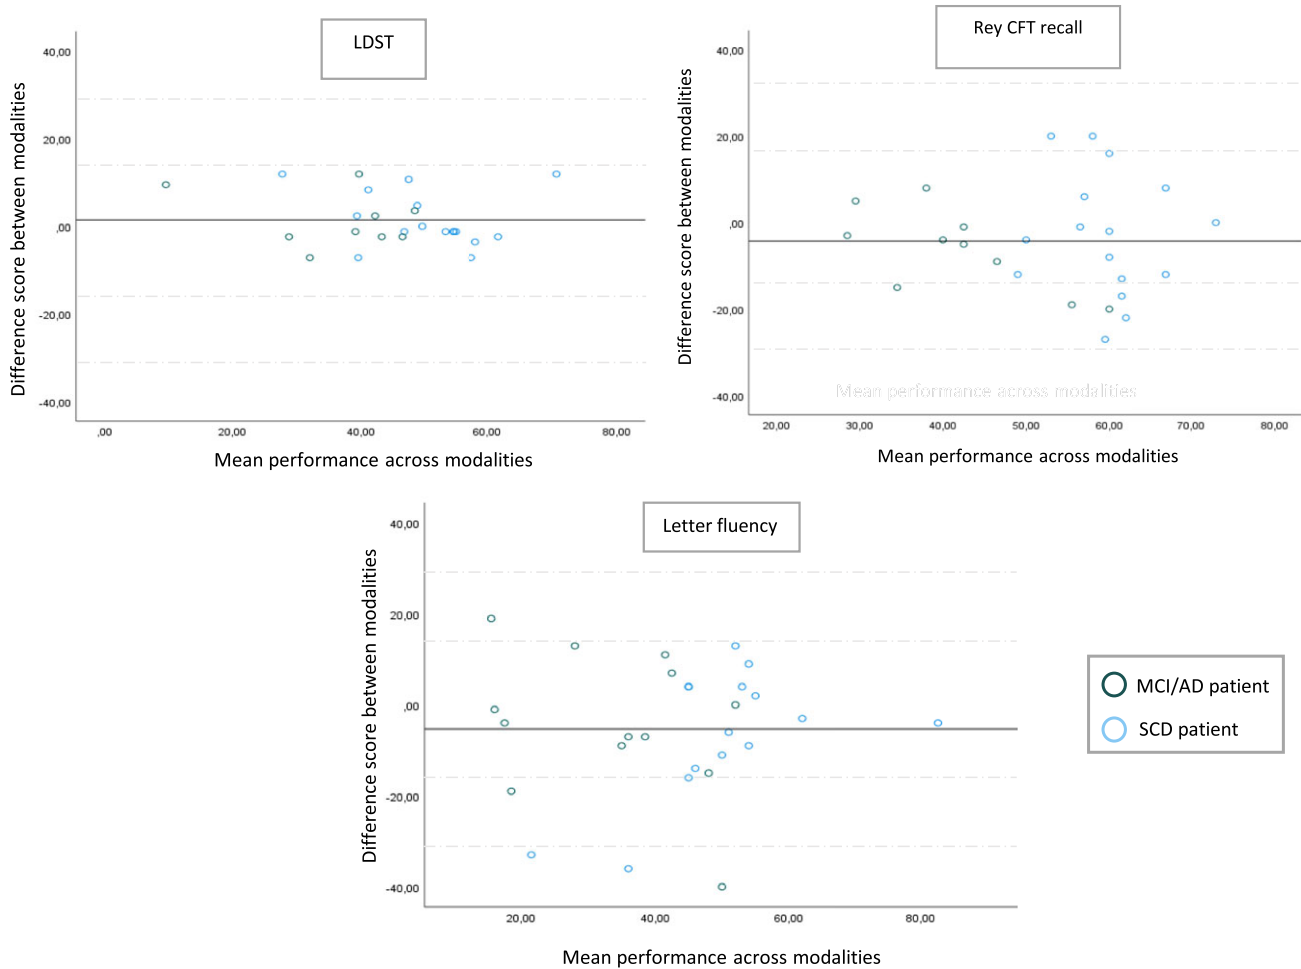 LDST
Difference score between modalities
40,00
20,00
,00
-20,00
-40,00
,00 20,00 40,00 60,00 80,00
Mean performance across modalities
Rey CFT recall
Difference score between modalities
40,00
20,00
,00
-20,00
-40,00
Mean performance across modalities
20,00 30,00 40,00 50,00 60,00 70,00 80,00
Mean performance across modalities
Letter fluency
Difference score between modalities
40,00
20,00
,00
-20,00
-40,00
20,00 40,00 60,00 80,00
Mean performance across modalities
MCI/AD patient
SCD patient